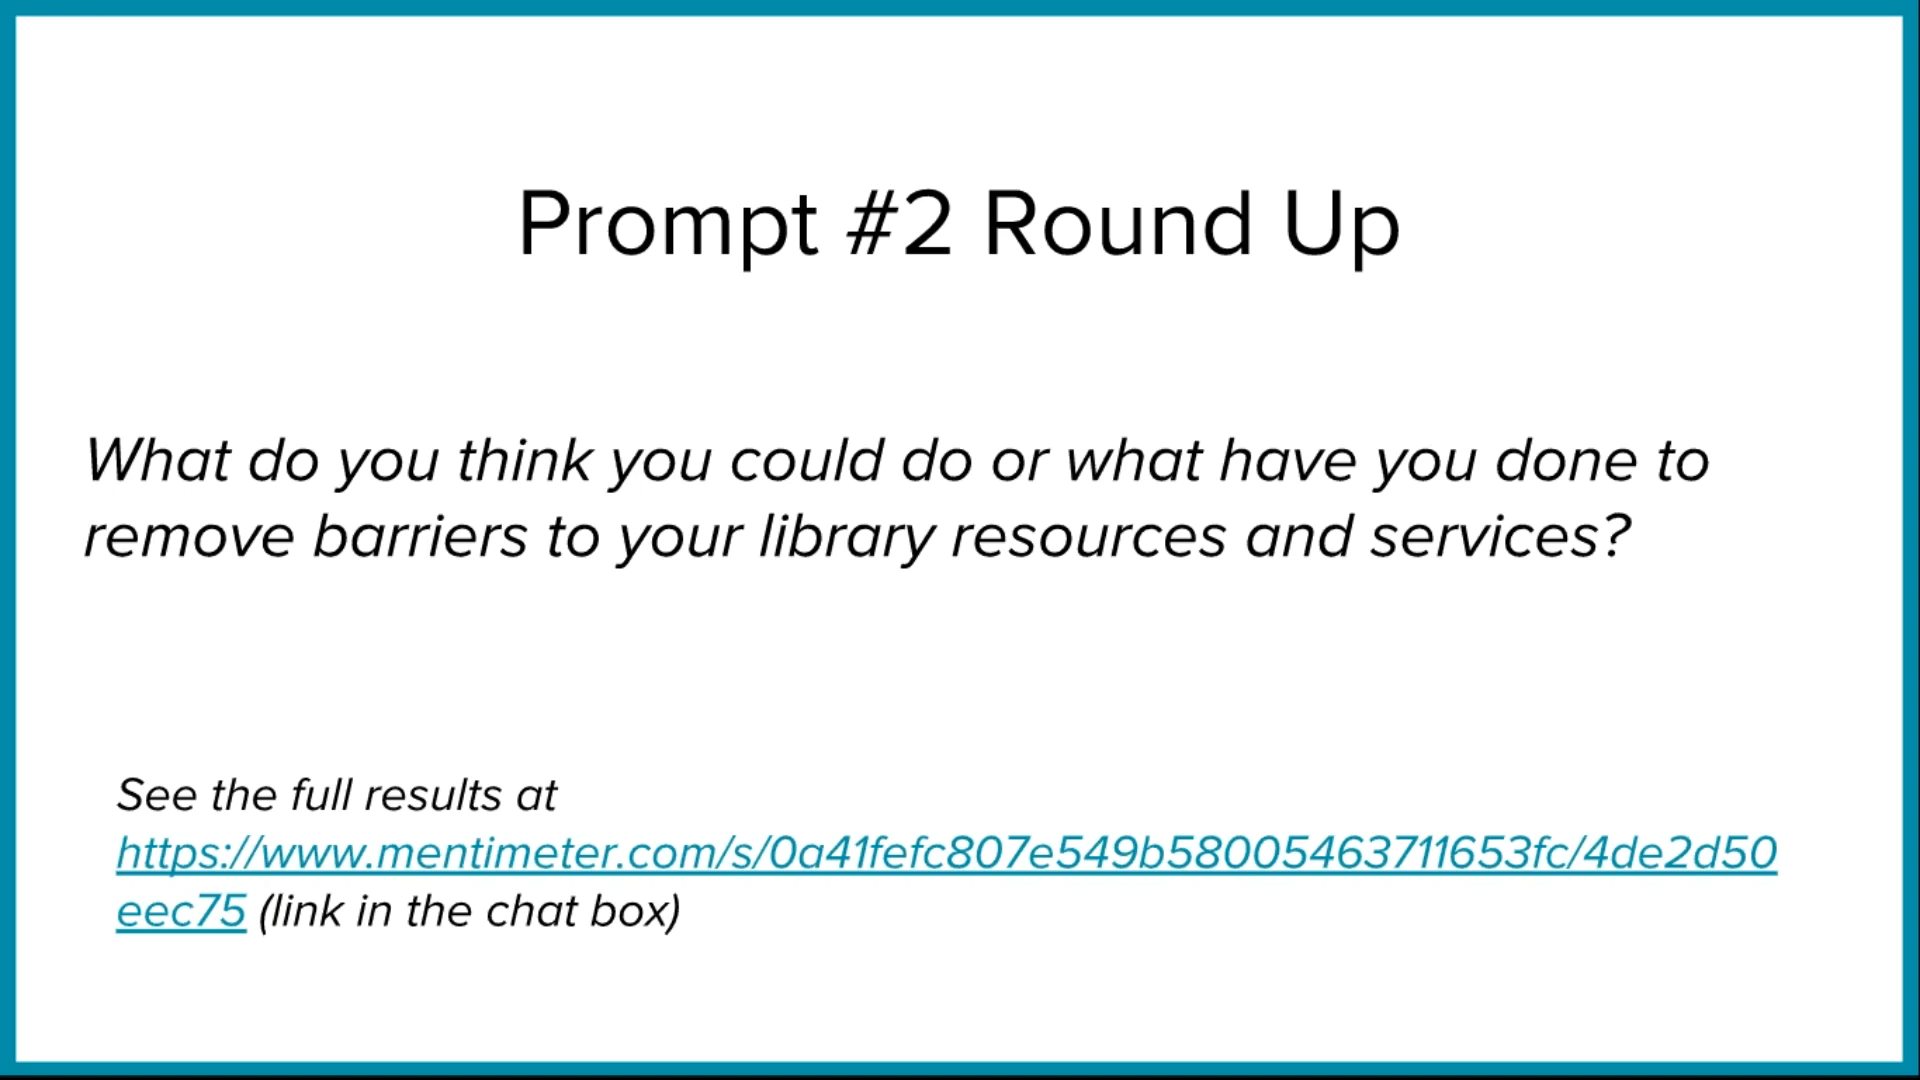 Prompt #2 Round Up
What do you think you could do or what have you done to
remove barriers to your library resources and services?
See the full results at
https://www.mentimeter.com/s/0a41fefc807e549b58005463711653fc/4de2d50
eec75 (link in the chat box)